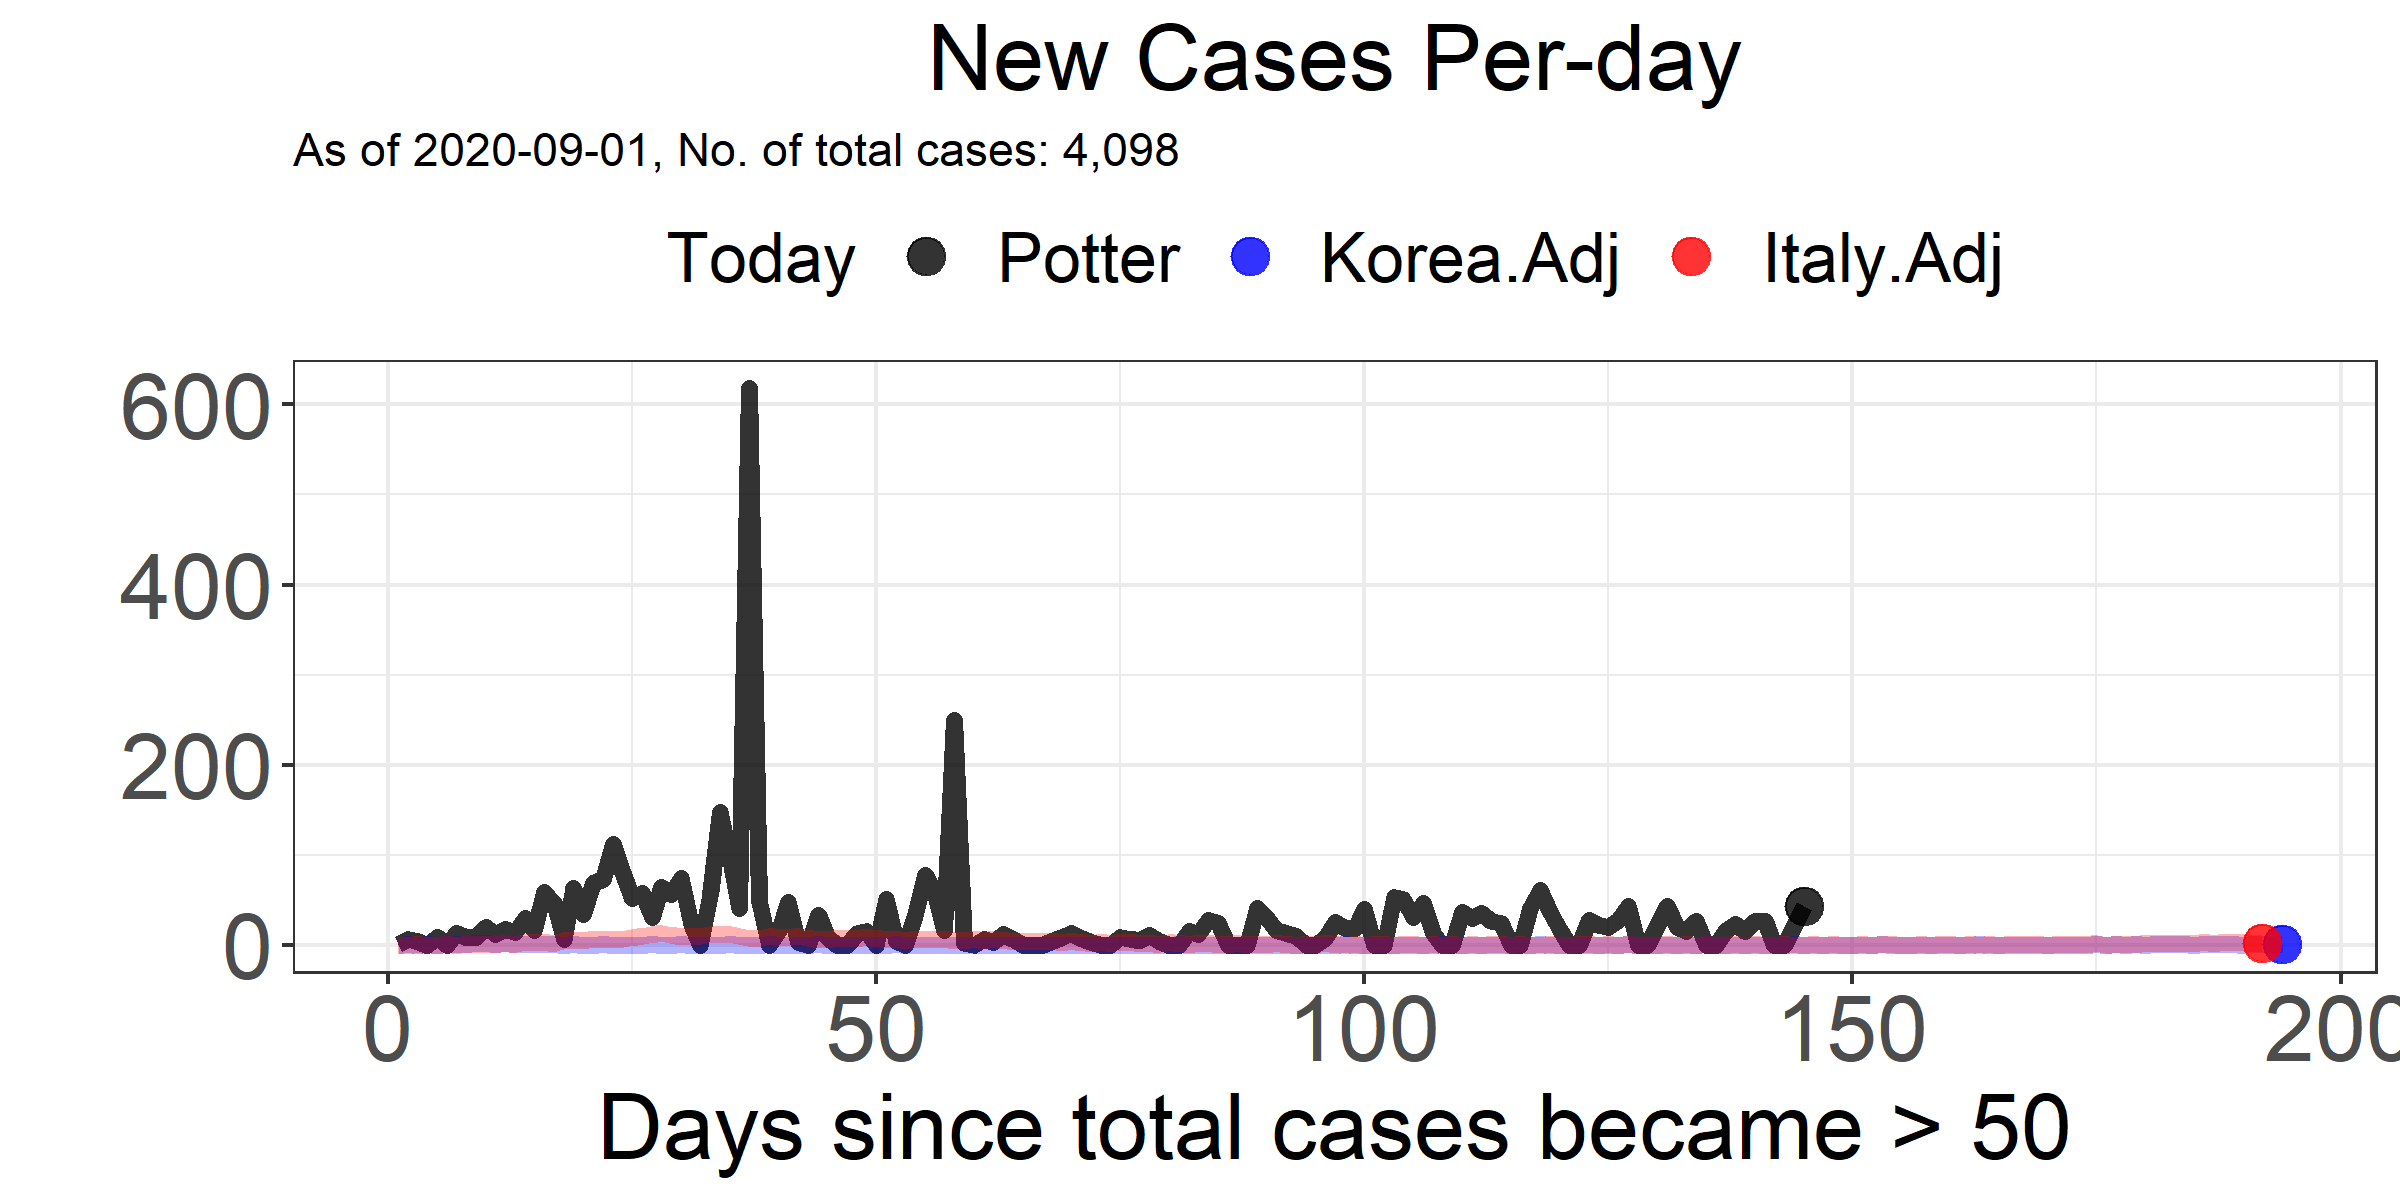 New Cases Per-day
As of 2020-09-01, No. of total cases: 4,098
Today Potter Korea.Adj Italy.Adj
600
400
200
0
0 50 100 150 200
Days since total cases became > 50